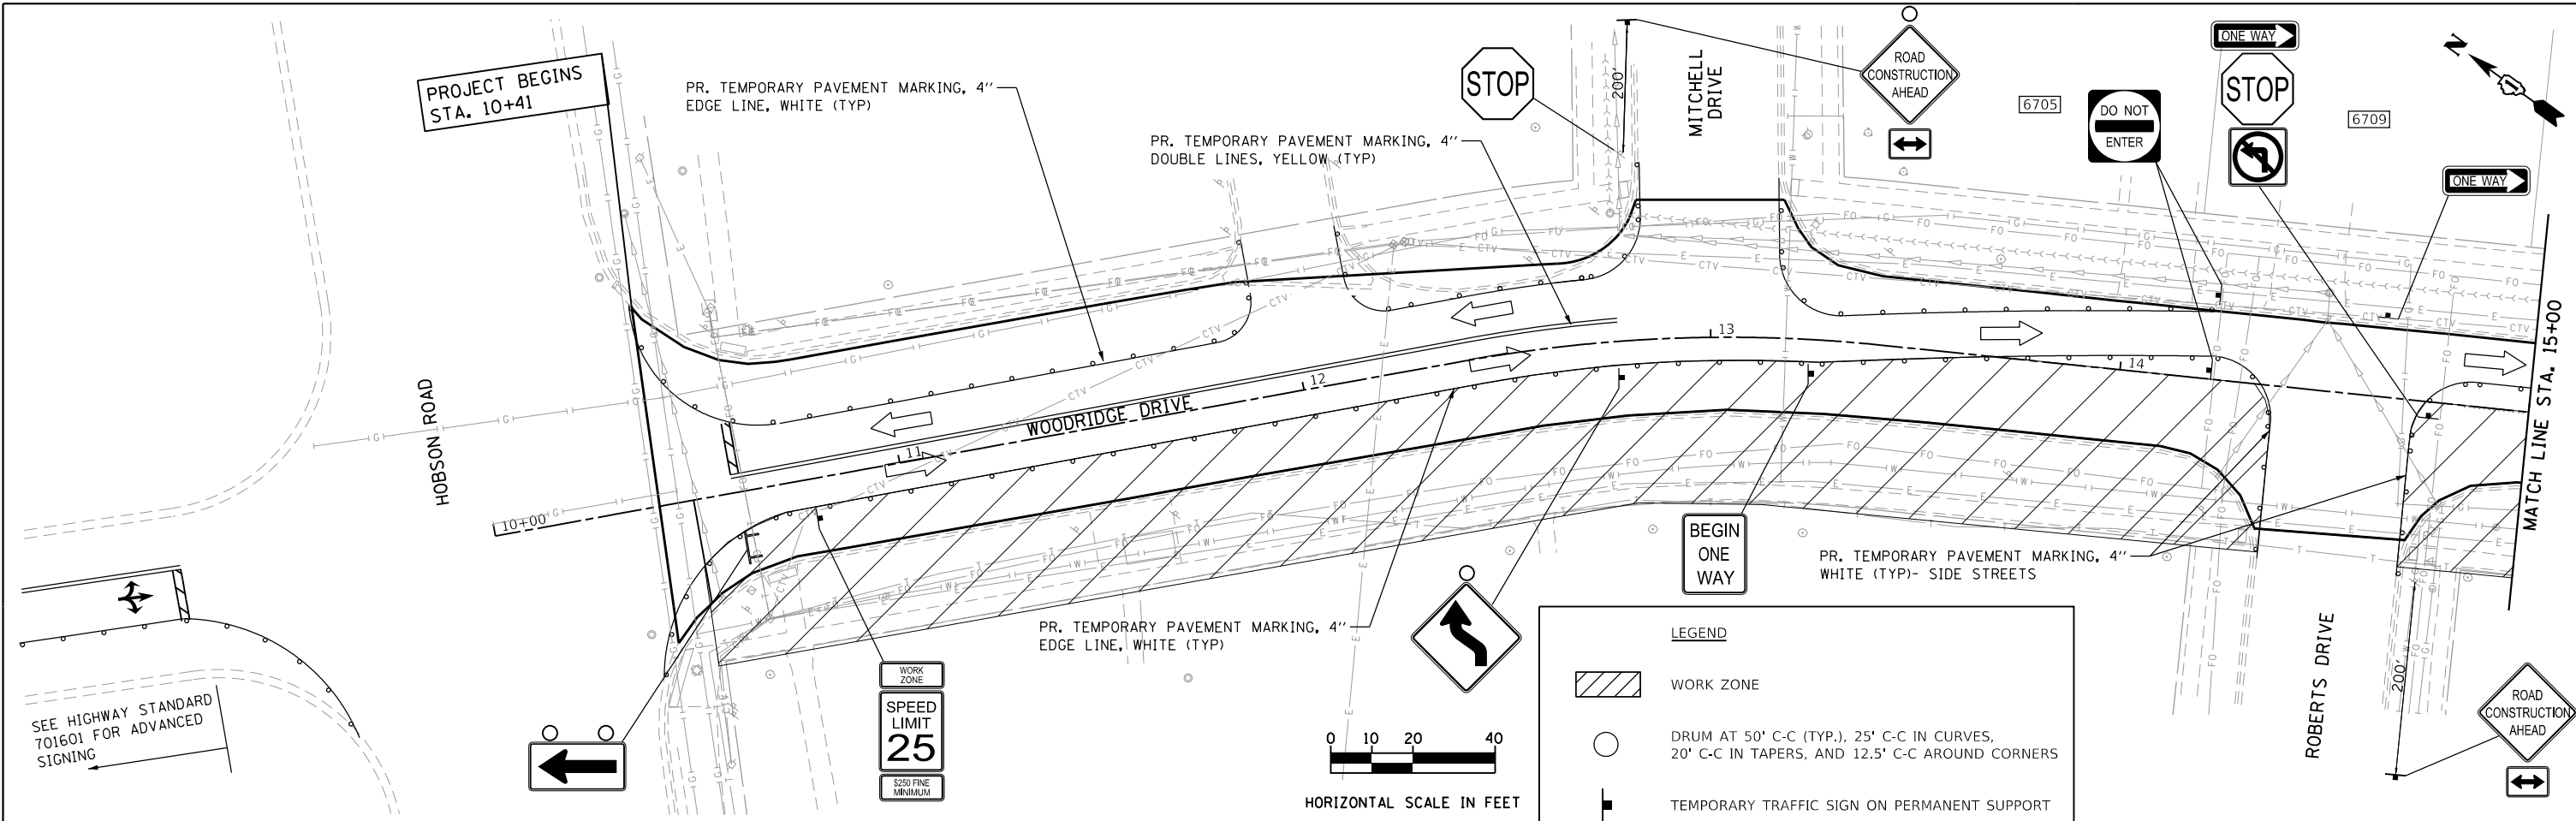 PROJECT BEGINS
STA. 10+41
PR. TEMPORARY PAVEMENT MARKING, 4''
EDGE LINE, WHITE (TYP)
PR. TEMPORARY PAVEMENT MARKING, 4''
DOUBLE LINES, YELLOW (TYP)
STOP
200'
MITCHELL
DRIVE
ROAD
CONSTRUCTION
AHEAD
6705
DO NOT
ENTER
ONE WAY
STOP
6709
ONE WAY
N
HOBSON ROAD
10+00
11
WOODRIDGE DRIVE
12
13
14
MATCH LINE STA. 15+00
SEE HIGHWAY STANDARD
701601 FOR ADVANCED
SIGNING
WORK
ZONE
SPEED
LIMIT
25
$250 FINE
MINIMUM
PR. TEMPORARY PAVEMENT MARKING, 4''
EDGE LINE, WHITE (TYP)
BEGIN
ONE
WAY
PR. TEMPORARY PAVEMENT MARKING, 4''
WHITE (TYP)- SIDE STREETS
0 10 20 40
HORIZONTAL SCALE IN FEET
LEGEND
WORK ZONE
DRUM AT 50' C-C (TYP.), 25' C-C IN CURVES,
20' C-C IN TAPERS, AND 12.5' C-C AROUND CORNERS
TEMPORARY TRAFFIC SIGN ON PERMANENT SUPPORT
ROBERTS DRIVE
200'
ROAD
CONSTRUCTION
AHEAD